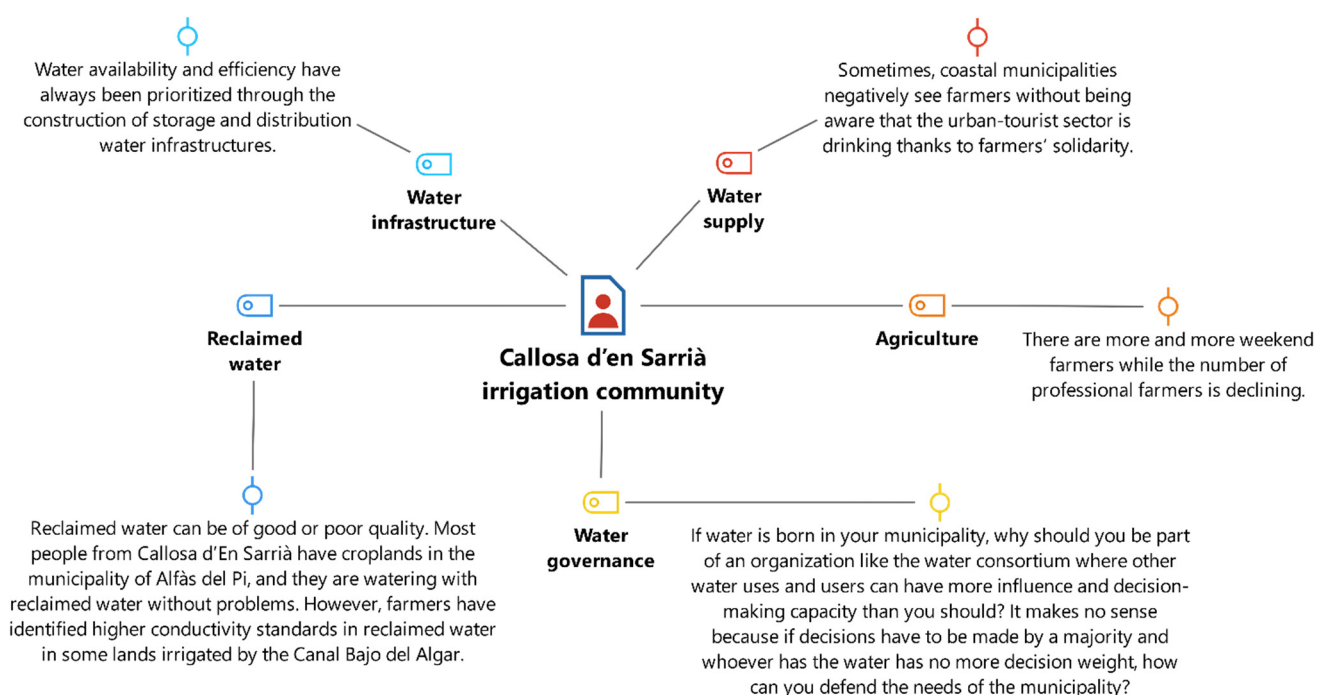 Water availability and efficiency have
always been prioritized through the
construction of storage and distribution
water infrastructures.
Sometimes, coastal municipalities
negatively see farmers without being
aware that the urban-tourist sector is
drinking thanks to farmers' solidarity.
Water
infrastructure
Water
supply
Reclaimed
water
Callosa d'en Sarrià
irrigation community
Agriculture
There are more and more weekend
farmers while the number of
professional farmers is declining.
Reclaimed water can be of good or poor quality. Most
people from Callosa d'En Sarrià have croplands in the
municipality of Alfàs del Pi, and they are watering with
reclaimed water without problems. However, farmers have
identified higher conductivity standards in reclaimed water
in some lands irrigated by the Canal Bajo del Algar.
Water
governance
If water is born in your municipality, why should you be part
of an organization like the water consortium where other
water uses and users can have more influence and decision-
making capacity than you should? It makes no sense
because if decisions have to be made by a majority and
whoever has the water has no more decision weight, how
can you defend the needs of the municipality?